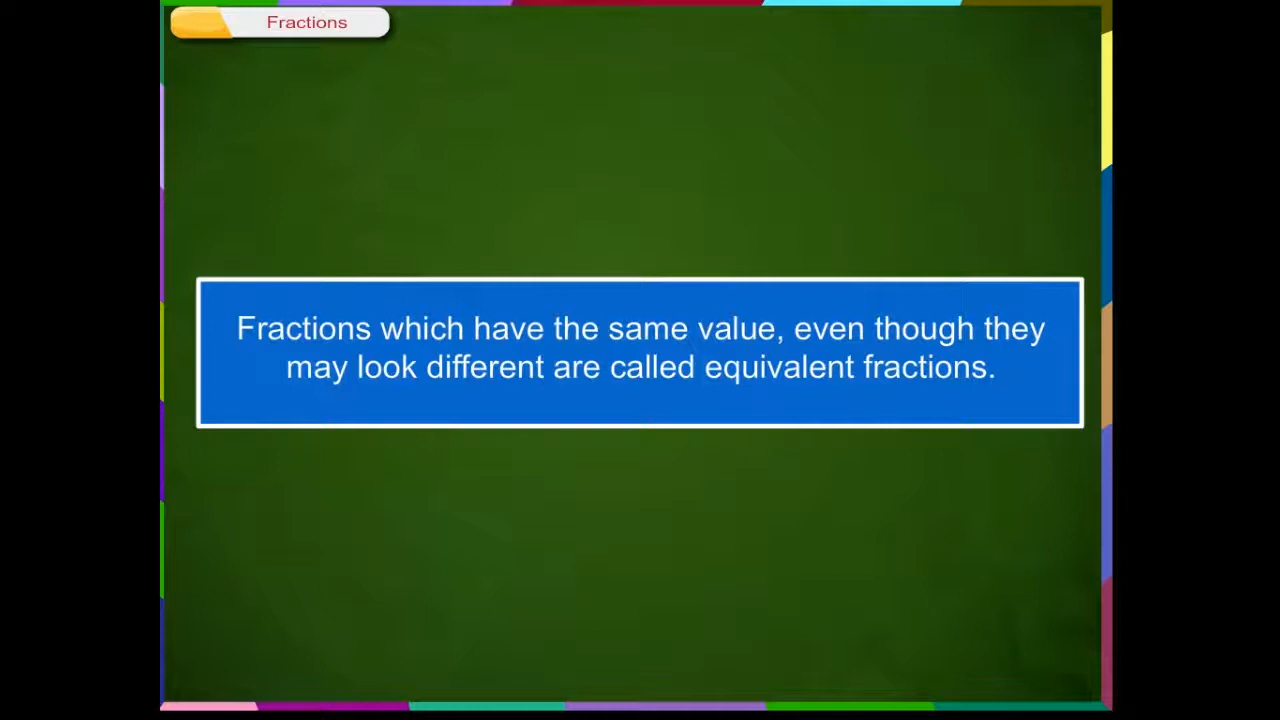 Fractions
Fractions which have the same value, even though they
may look different are called equivalent fractions.